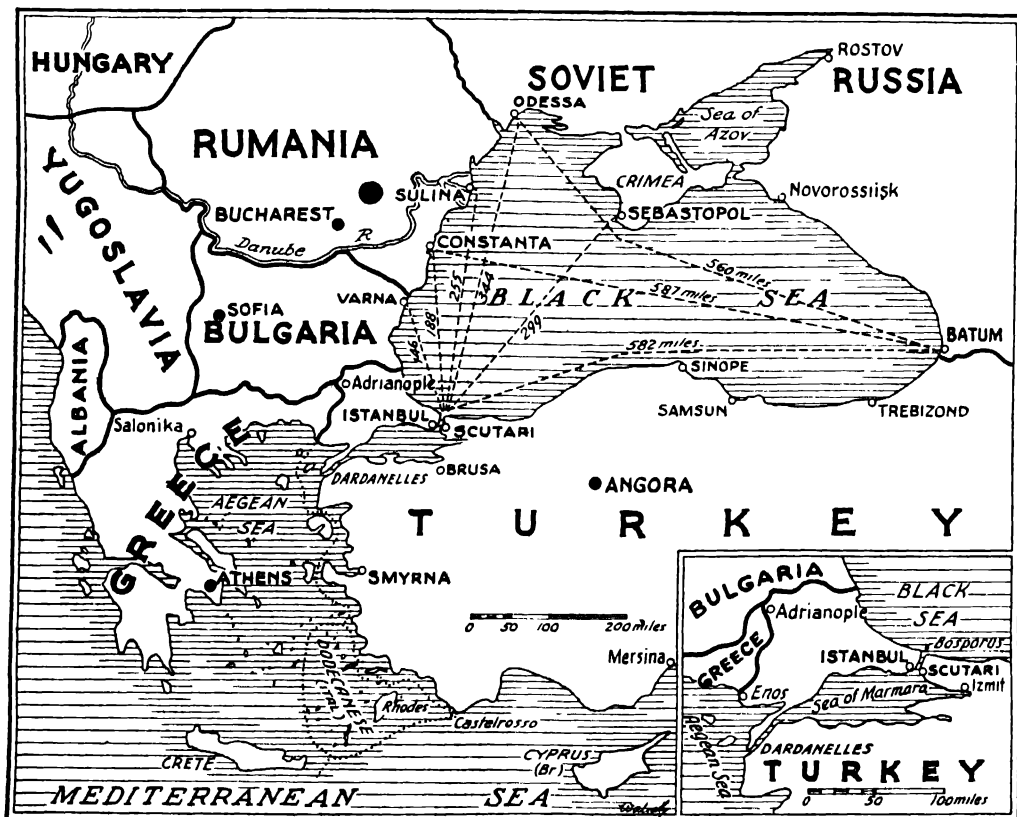 HUNGARY
RUMANIA
SOVIET
RUSSIA
ROSTOV
ODESSA
Sea of
Azov
CRIMEA
SULINA
SEBASTOPOL
Novorossiisk
YUGOSLAVIA
BUCHAREST
Danube R
CONSTANTA
VARNA
SOFIA
BULGARIA
BLACK SEA
560 miles
587 miles
582 miles
255
344
299
88
46
BATUM
SINOPE
SAMSUN
TREBIZOND
ALBANIA
Adrianople
ISTANBUL
SCUTARI
Salonika
BRUSA
DARDANELLES
GREECE
AEGEAN
SEA
ANGORA
TURKEY
ATHENS
SMYRNA
0 50 100 200 miles
DODECANESE
Rhodes
Castelrosso
Mersina
CRETE
CYPRUS
(Br)
MEDITERRANEAN SEA
BULGARIA
BLACK
SEA
Adrianople
Bosporus
GREECE
ISTANBUL
SCUTARI
Izmit
Enos
Sea of Marmara
Aegean Sea
DARDANELLES
TURKEY
0 50 100 miles